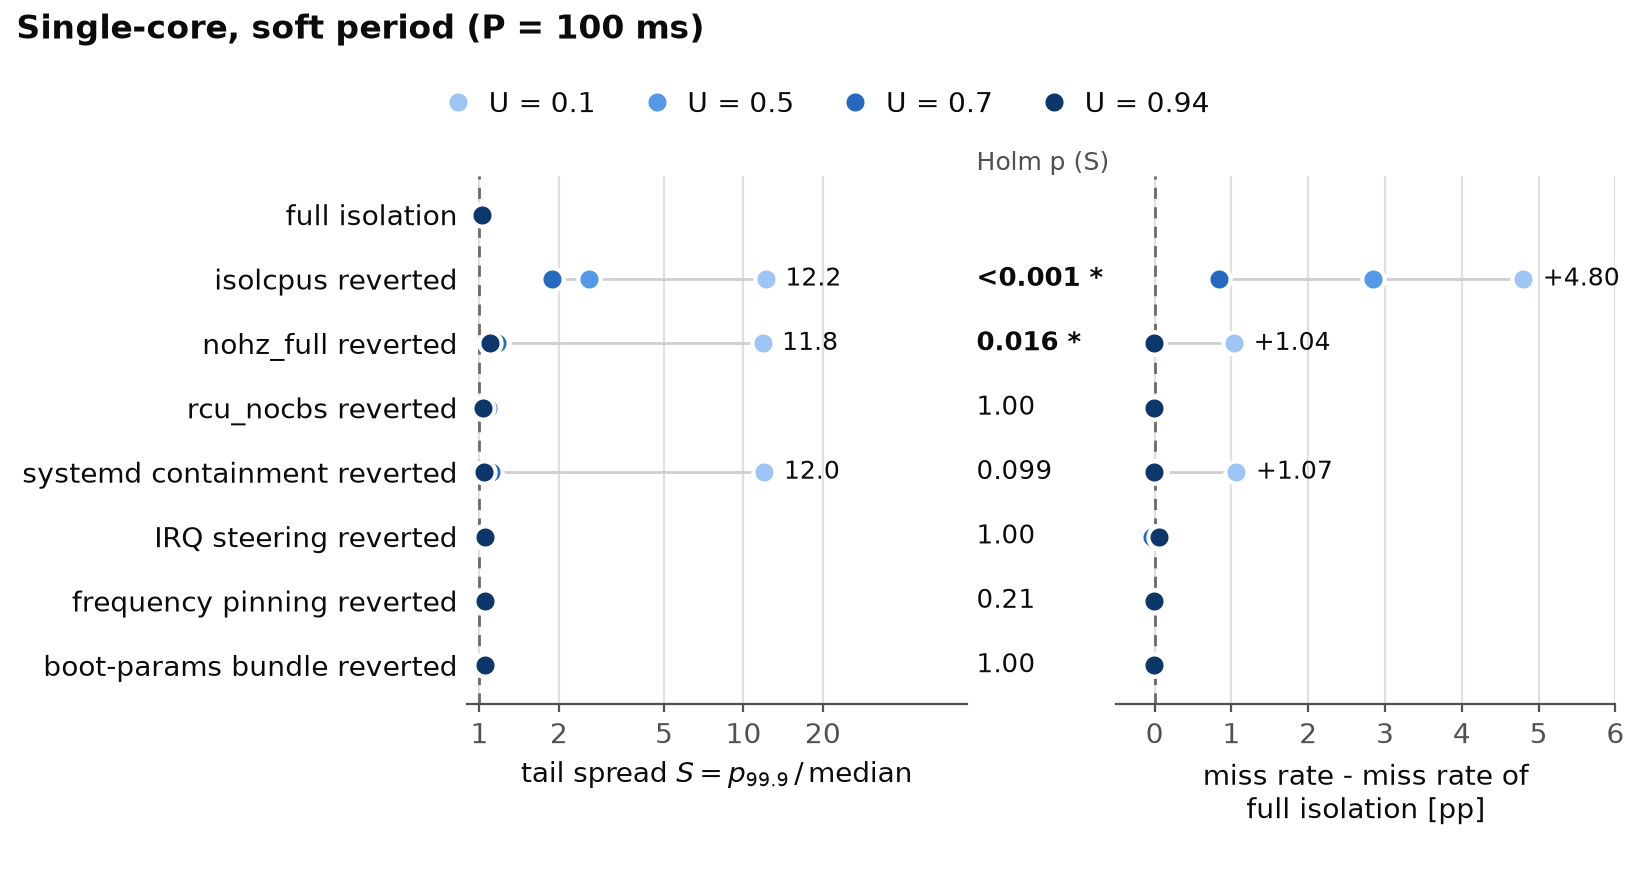 Single-core, soft period (P = 100 ms)
U = 0.1 U = 0.5 U = 0.7 U = 0.94
Holm p (S)
full isolation
isolcpus reverted 12.2 <0.001 * +4.80
nohz_full reverted 11.8 0.016 * +1.04
rcu_nocbs reverted 1.00
systemd containment reverted 12.0 0.099 +1.07
IRQ steering reverted 1.00
frequency pinning reverted 0.21
boot-params bundle reverted 1.00
1 2 5 10 20 0 1 2 3 4 5 6
tail spread S = p99.9 / median
miss rate - miss rate of
full isolation [pp]